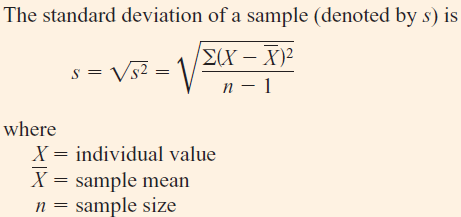 The standard deviation of a sample (denoted by s) is
s = √s² = √(Σ(X – X̄)² / (n – 1))
where
X = individual value
X̄ = sample mean
n = sample size